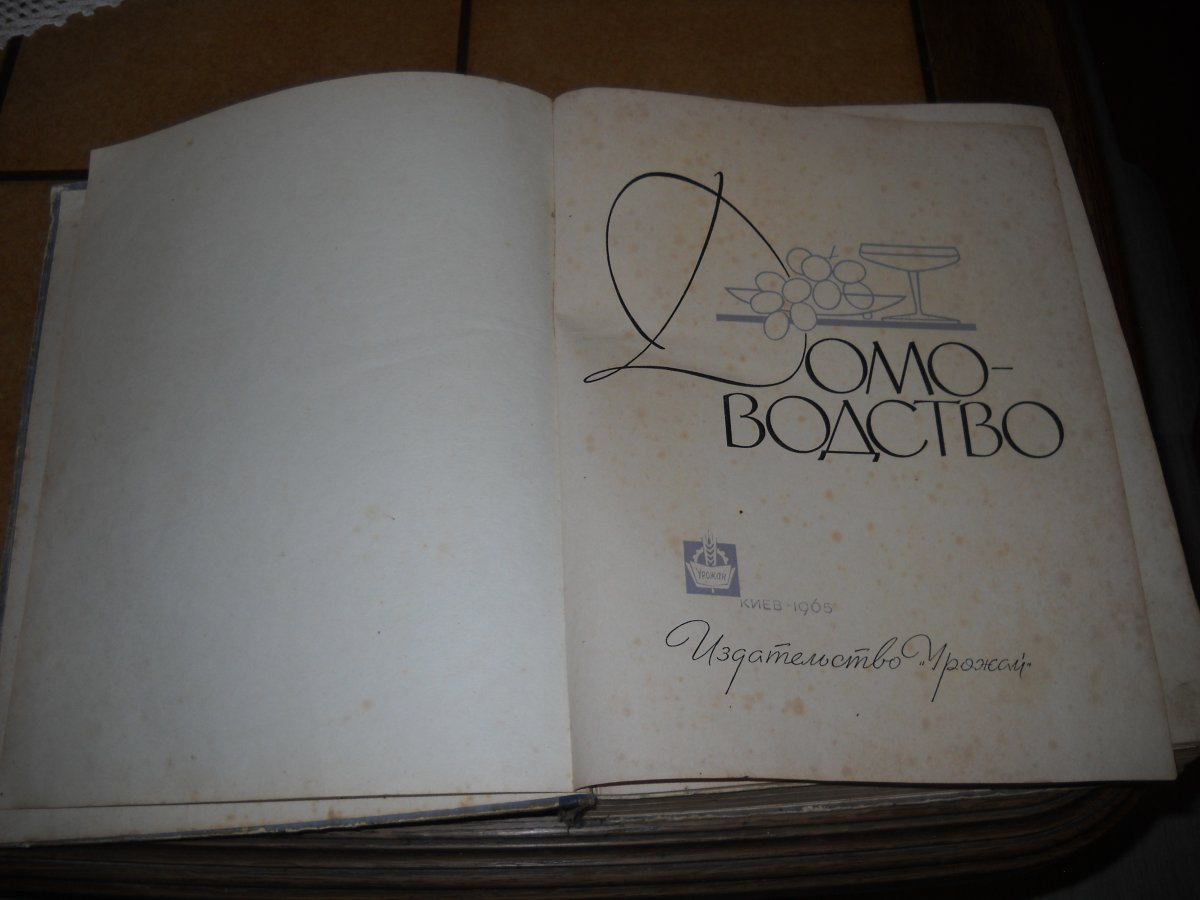 ДОМО-
ВОДСТВО
Урожай
КИЕВ-1965
Издательство „Урожай“